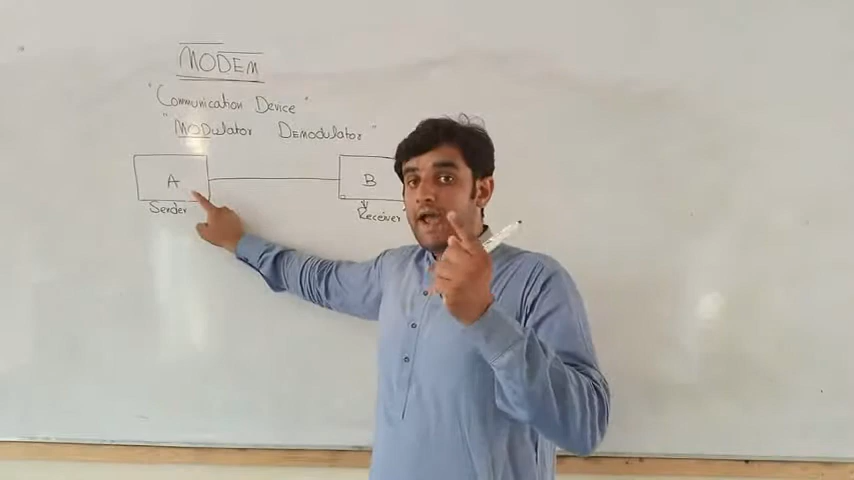 MODEM
"Communication Device"
"MODulator DEModulator"
A B
Sender Receiver